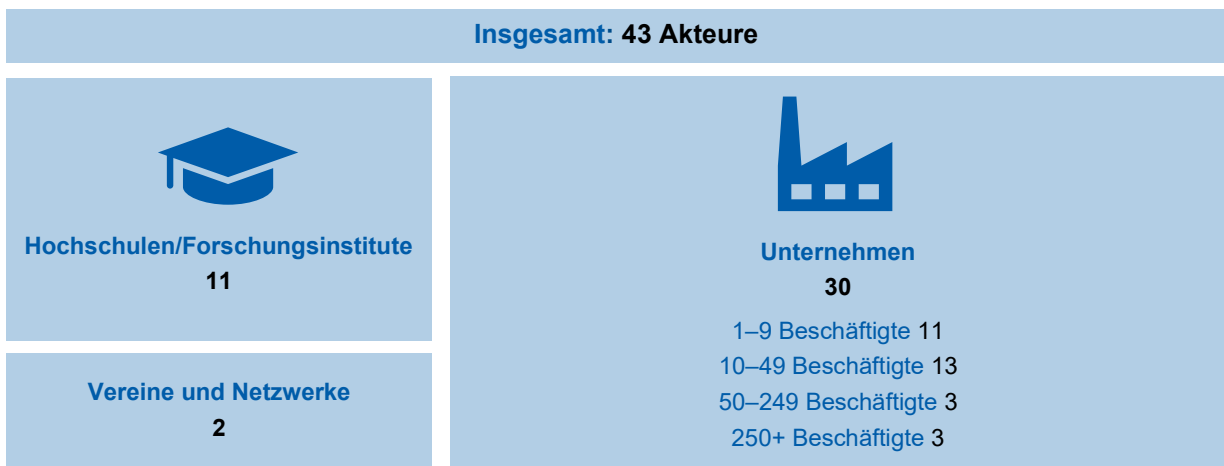 Insgesamt: 43 Akteure
Hochschulen/Forschungsinstitute
11
Vereine und Netzwerke
2
Unternehmen
30
1–9 Beschäftigte 11
10–49 Beschäftigte 13
50–249 Beschäftigte 3
250+ Beschäftigte 3